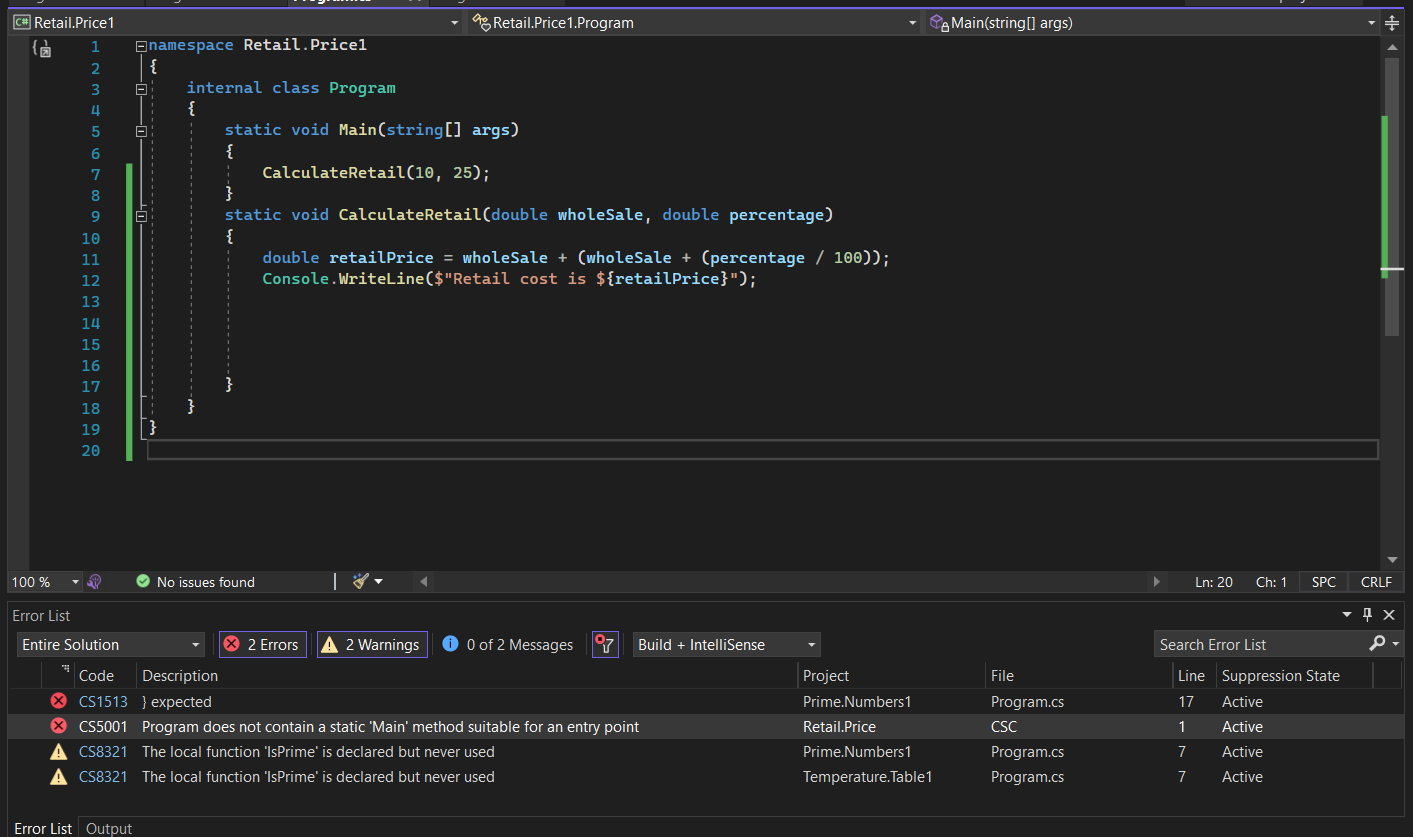 C# Retail.Price1 Retail.Price1.Program Main(string[] args)
1 namespace Retail.Price1
2 {
3 internal class Program
4 {
5 static void Main(string[] args)
6 {
7 CalculateRetail(10, 25);
8 }
9 static void CalculateRetail(double wholeSale, double percentage)
10 {
11 double retailPrice = wholeSale + (wholeSale + (percentage / 100));
12 Console.WriteLine($"Retail cost is ${retailPrice}");
13
14
15
16
17 }
18 }
19 }
20
100 % No issues found Ln: 20 Ch: 1 SPC CRLF
Error List
Entire Solution 2 Errors 2 Warnings 0 of 2 Messages Build + IntelliSense Search Error List
Code Description Project File Line Suppression State
CS1513 } expected Prime.Numbers1 Program.cs 17 Active
CS5001 Program does not contain a static 'Main' method suitable for an entry point Retail.Price CSC 1 Active
CS8321 The local function 'IsPrime' is declared but never used Prime.Numbers1 Program.cs 7 Active
CS8321 The local function 'IsPrime' is declared but never used Temperature.Table1 Program.cs 7 Active
Error List Output